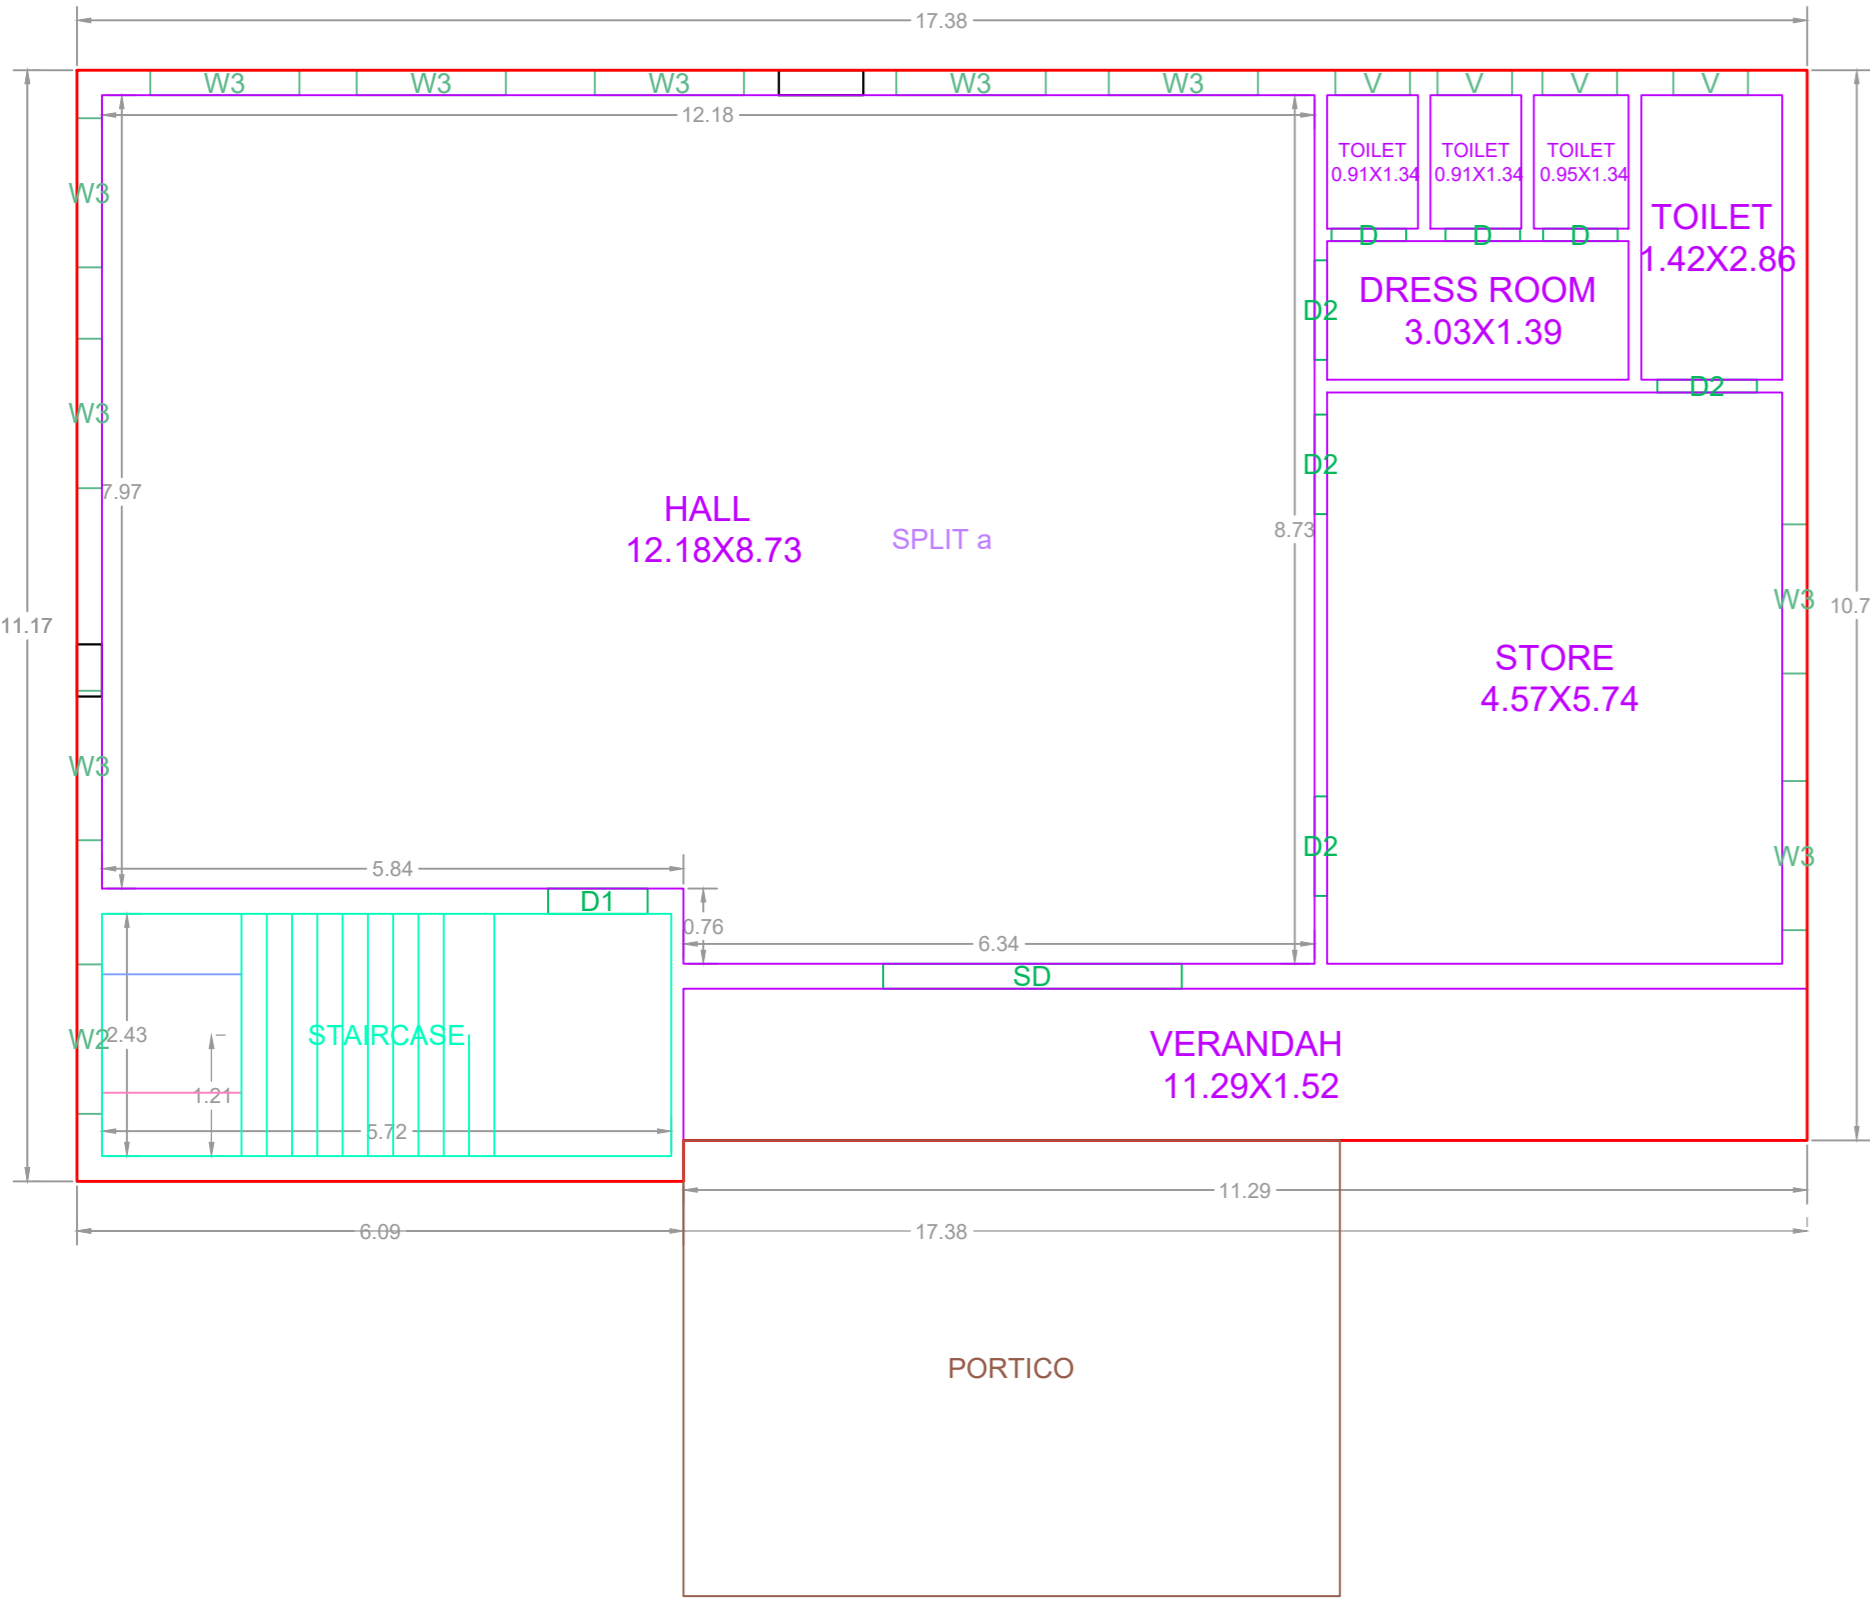 17.38
W3 W3 W3 W3 W3 V V V V
12.18
TOILET
0.91X1.34
TOILET
0.91X1.34
TOILET
0.95X1.34
W3
TOILET
1.42X2.86
D D D
DRESS ROOM
3.03X1.39
D2
D2
W3
D2
7.97
HALL
12.18X8.73
SPLIT a
8.73
W3
10.7
11.17
STORE
4.57X5.74
W3
D2
W3
5.84
D1
0.76
6.34
SD
W2
2.43
STAIRCASE
VERANDAH
11.29X1.52
1.21
5.72
11.29
6.09
17.38
PORTICO